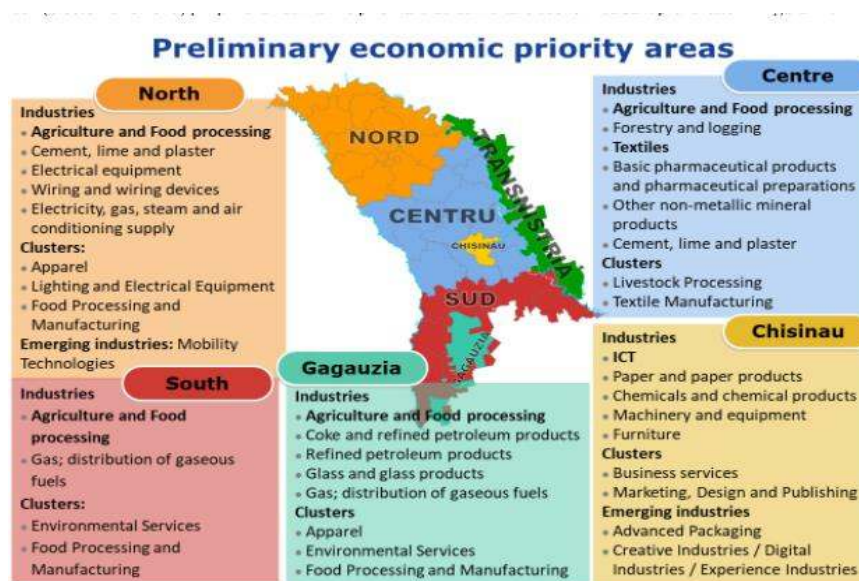 Preliminary economic priority areas
North
Industries
• Agriculture and Food processing
• Cement, lime and plaster
• Electrical equipment
• Wiring and wiring devices
• Electricity, gas, steam and air
conditioning supply
Clusters:
• Apparel
• Lighting and Electrical Equipment
• Food Processing and
Manufacturing
Emerging industries: Mobility
Technologies
South
Industries
• Agriculture and Food
processing
• Gas; distribution of gaseous
fuels
Clusters:
• Environmental Services
• Food Processing and
Manufacturing
NORD
TRANSNISTRIA
CENTRU
CHISINAU
SUD
GAGAUZIA
Gagauzia
Industries
• Agriculture and Food processing
• Coke and refined petroleum products
• Refined petroleum products
• Glass and glass products
• Gas; distribution of gaseous fuels
Clusters
• Apparel
• Environmental Services
• Food Processing and Manufacturing
Centre
Industries
• Agriculture and Food processing
• Forestry and logging
• Textiles
• Basic pharmaceutical products
and pharmaceutical preparations
• Other non-metallic mineral
products
• Cement, lime and plaster
Clusters
• Livestock Processing
• Textile Manufacturing
Chisinau
Industries
• ICT
• Paper and paper products
• Chemicals and chemical products
• Machinery and equipment
• Furniture
Clusters
• Business services
• Marketing, Design and Publishing
Emerging industries
• Advanced Packaging
• Creative Industries / Digital
Industries / Experience Industries